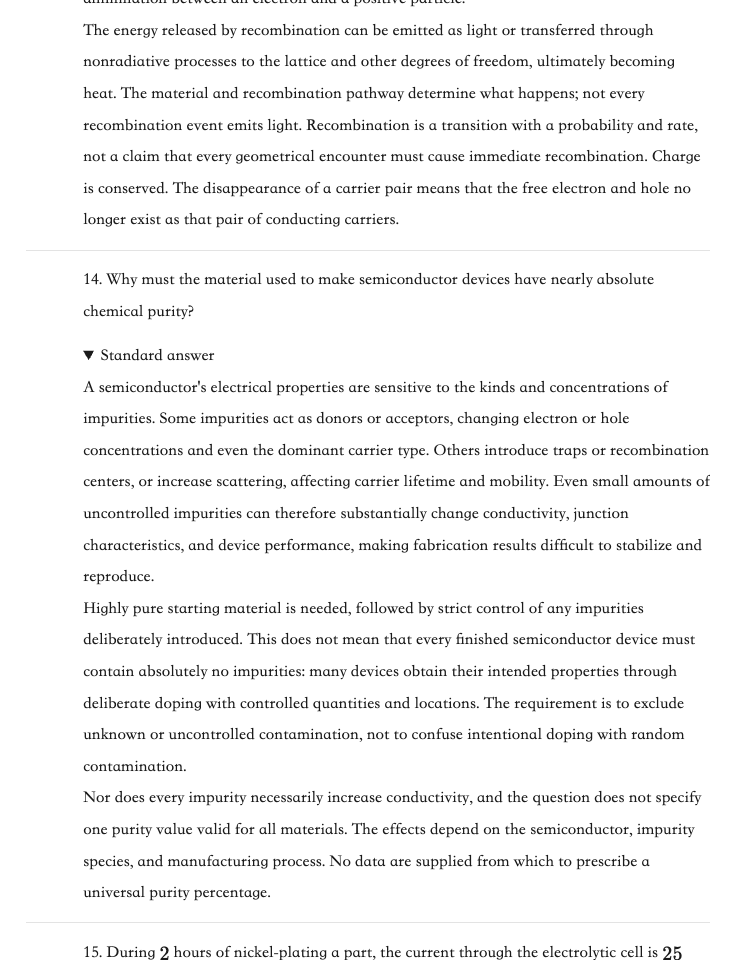 annihilation between an electron and a positive particle.
The energy released by recombination can be emitted as light or transferred through
nonradiative processes to the lattice and other degrees of freedom, ultimately becoming
heat. The material and recombination pathway determine what happens; not every
recombination event emits light. Recombination is a transition with a probability and rate,
not a claim that every geometrical encounter must cause immediate recombination. Charge
is conserved. The disappearance of a carrier pair means that the free electron and hole no
longer exist as that pair of conducting carriers.
14. Why must the material used to make semiconductor devices have nearly absolute
chemical purity?
▼ Standard answer
A semiconductor's electrical properties are sensitive to the kinds and concentrations of
impurities. Some impurities act as donors or acceptors, changing electron or hole
concentrations and even the dominant carrier type. Others introduce traps or recombination
centers, or increase scattering, affecting carrier lifetime and mobility. Even small amounts of
uncontrolled impurities can therefore substantially change conductivity, junction
characteristics, and device performance, making fabrication results difficult to stabilize and
reproduce.
Highly pure starting material is needed, followed by strict control of any impurities
deliberately introduced. This does not mean that every finished semiconductor device must
contain absolutely no impurities: many devices obtain their intended properties through
deliberate doping with controlled quantities and locations. The requirement is to exclude
unknown or uncontrolled contamination, not to confuse intentional doping with random
contamination.
Nor does every impurity necessarily increase conductivity, and the question does not specify
one purity value valid for all materials. The effects depend on the semiconductor, impurity
species, and manufacturing process. No data are supplied from which to prescribe a
universal purity percentage.
15. During 2 hours of nickel-plating a part, the current through the electrolytic cell is 25